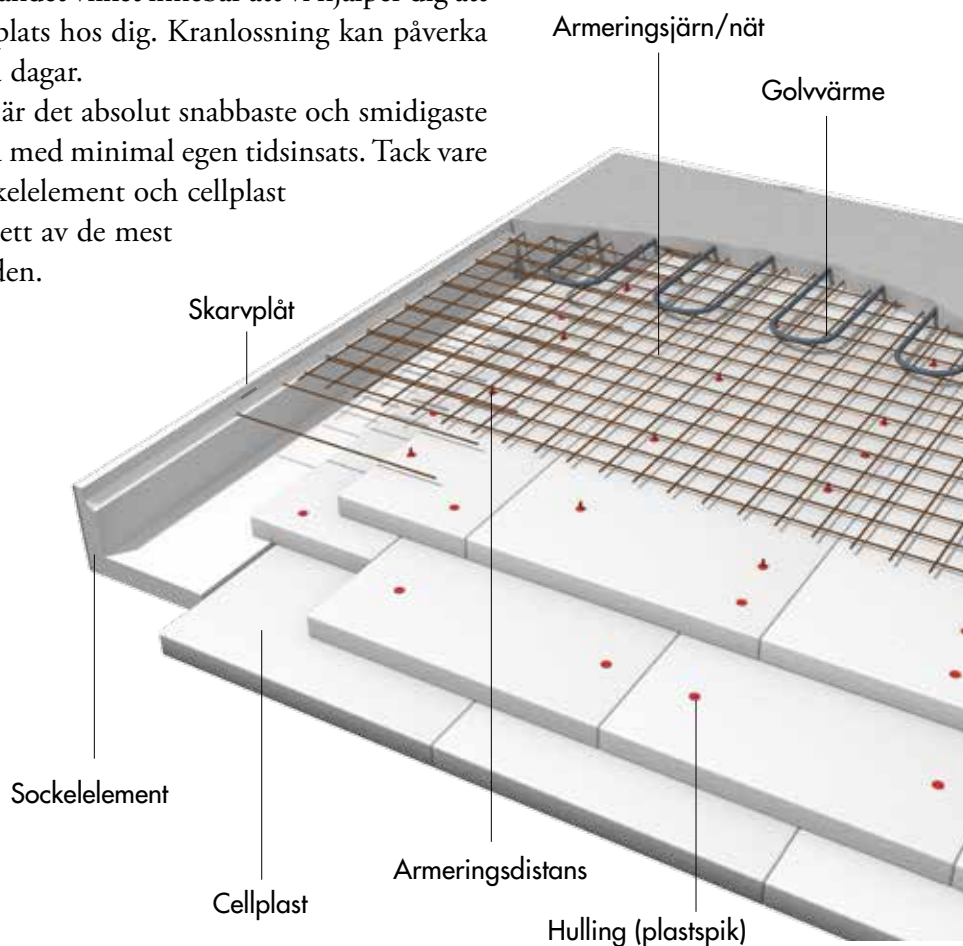 plats hos dig. Kranlossning kan påverka
dagar.
är det absolut snabbaste och smidigaste
med minimal egen tidsinsats. Tack vare
kelelement och cellplast
ett av de mest
den.
Armeringsjärn/nät
Golvvärme
Skarvplåt
Sockelelement
Cellplast
Armeringsdistans
Hulling (plastspik)